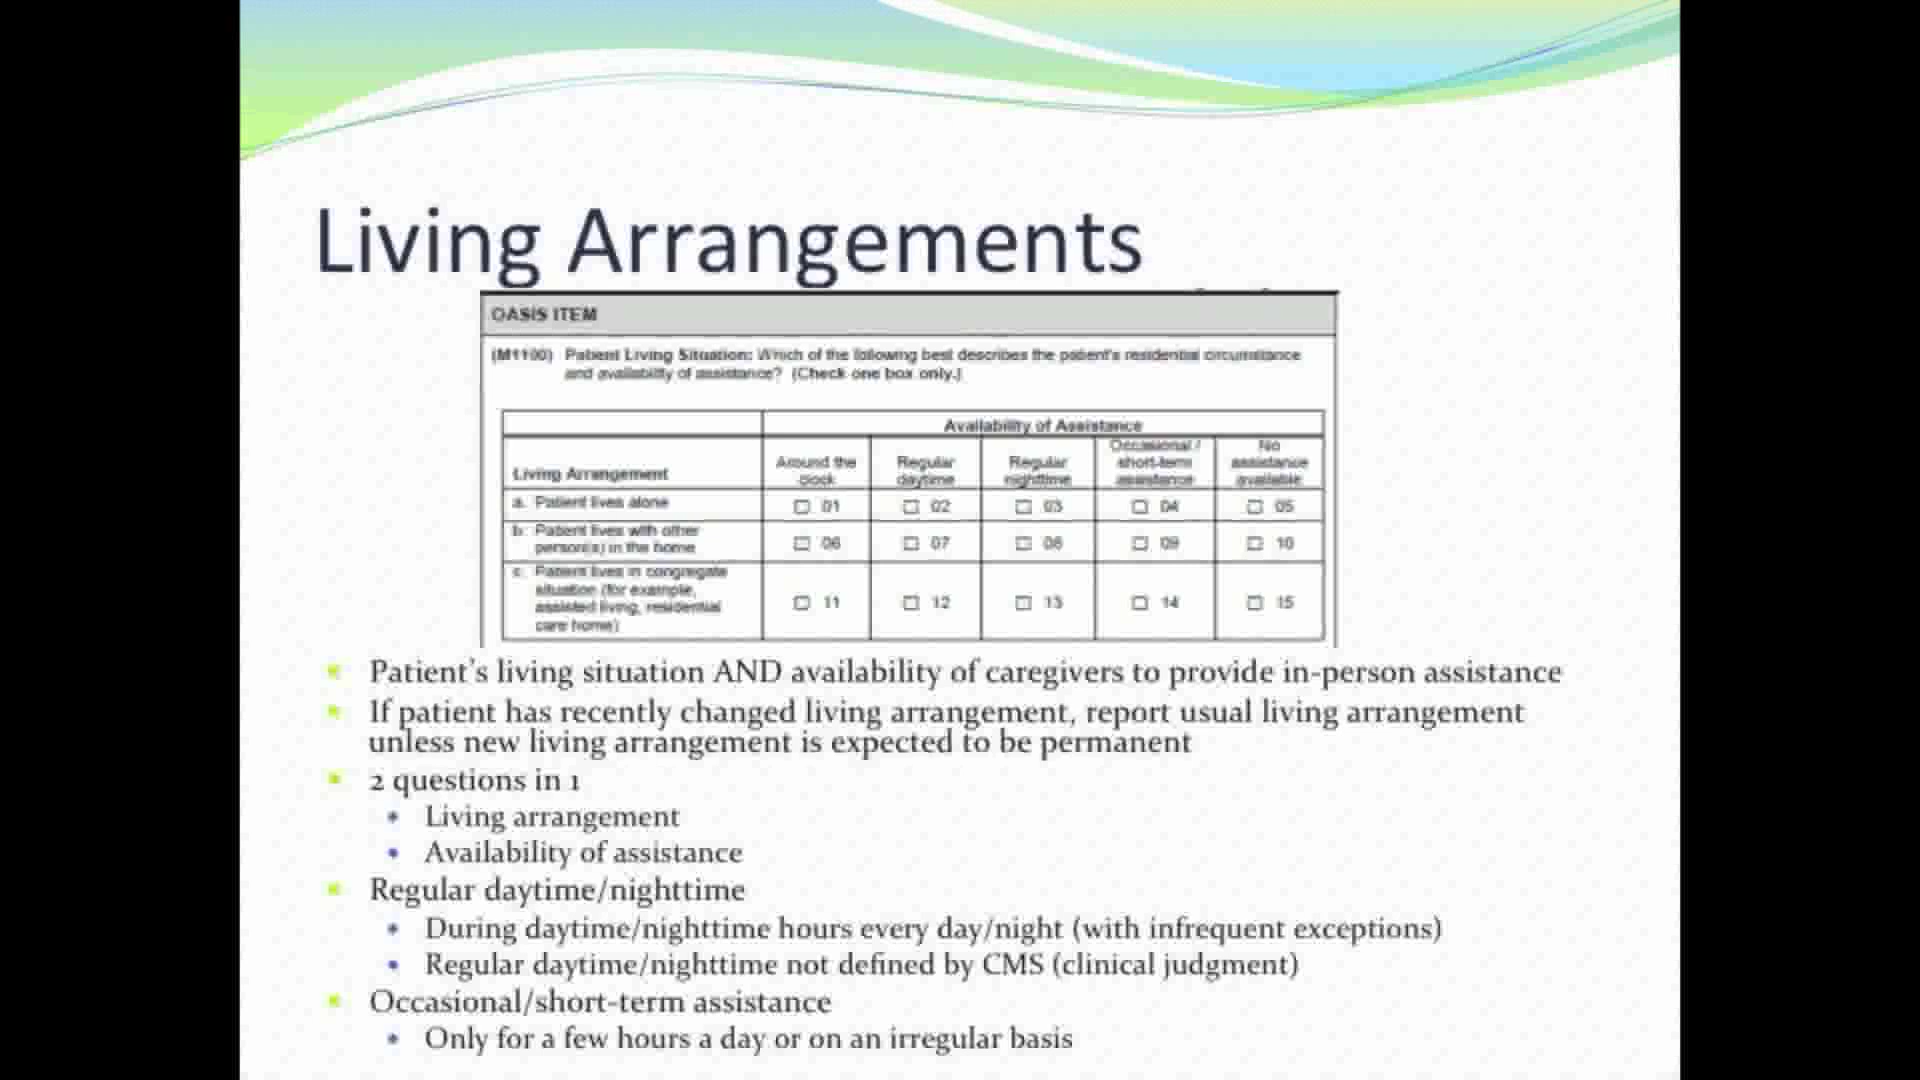 Living Arrangements
OASIS ITEM
(M1100) Patient Living Situation: Which of the following best describes the patient's residential circumstance
and availability of assistance? (Check one box only.)
Availability of Assistance
Living Arrangement
Around the clock
Regular daytime
Regular nighttime
Occasional / short-term assistance
No assistance available
a. Patient lives alone
01 02 03 04 05
b. Patient lives with other
person(s) in the home
06 07 08 09 10
c. Patient lives in congregate
situation (for example,
assisted living, residential
care home)
11 12 13 14 15
Patient's living situation AND availability of caregivers to provide in-person assistance
If patient has recently changed living arrangement, report usual living arrangement
unless new living arrangement is expected to be permanent
2 questions in 1
Living arrangement
Availability of assistance
Regular daytime/nighttime
During daytime/nighttime hours every day/night (with infrequent exceptions)
Regular daytime/nighttime not defined by CMS (clinical judgment)
Occasional/short-term assistance
Only for a few hours a day or on an irregular basis